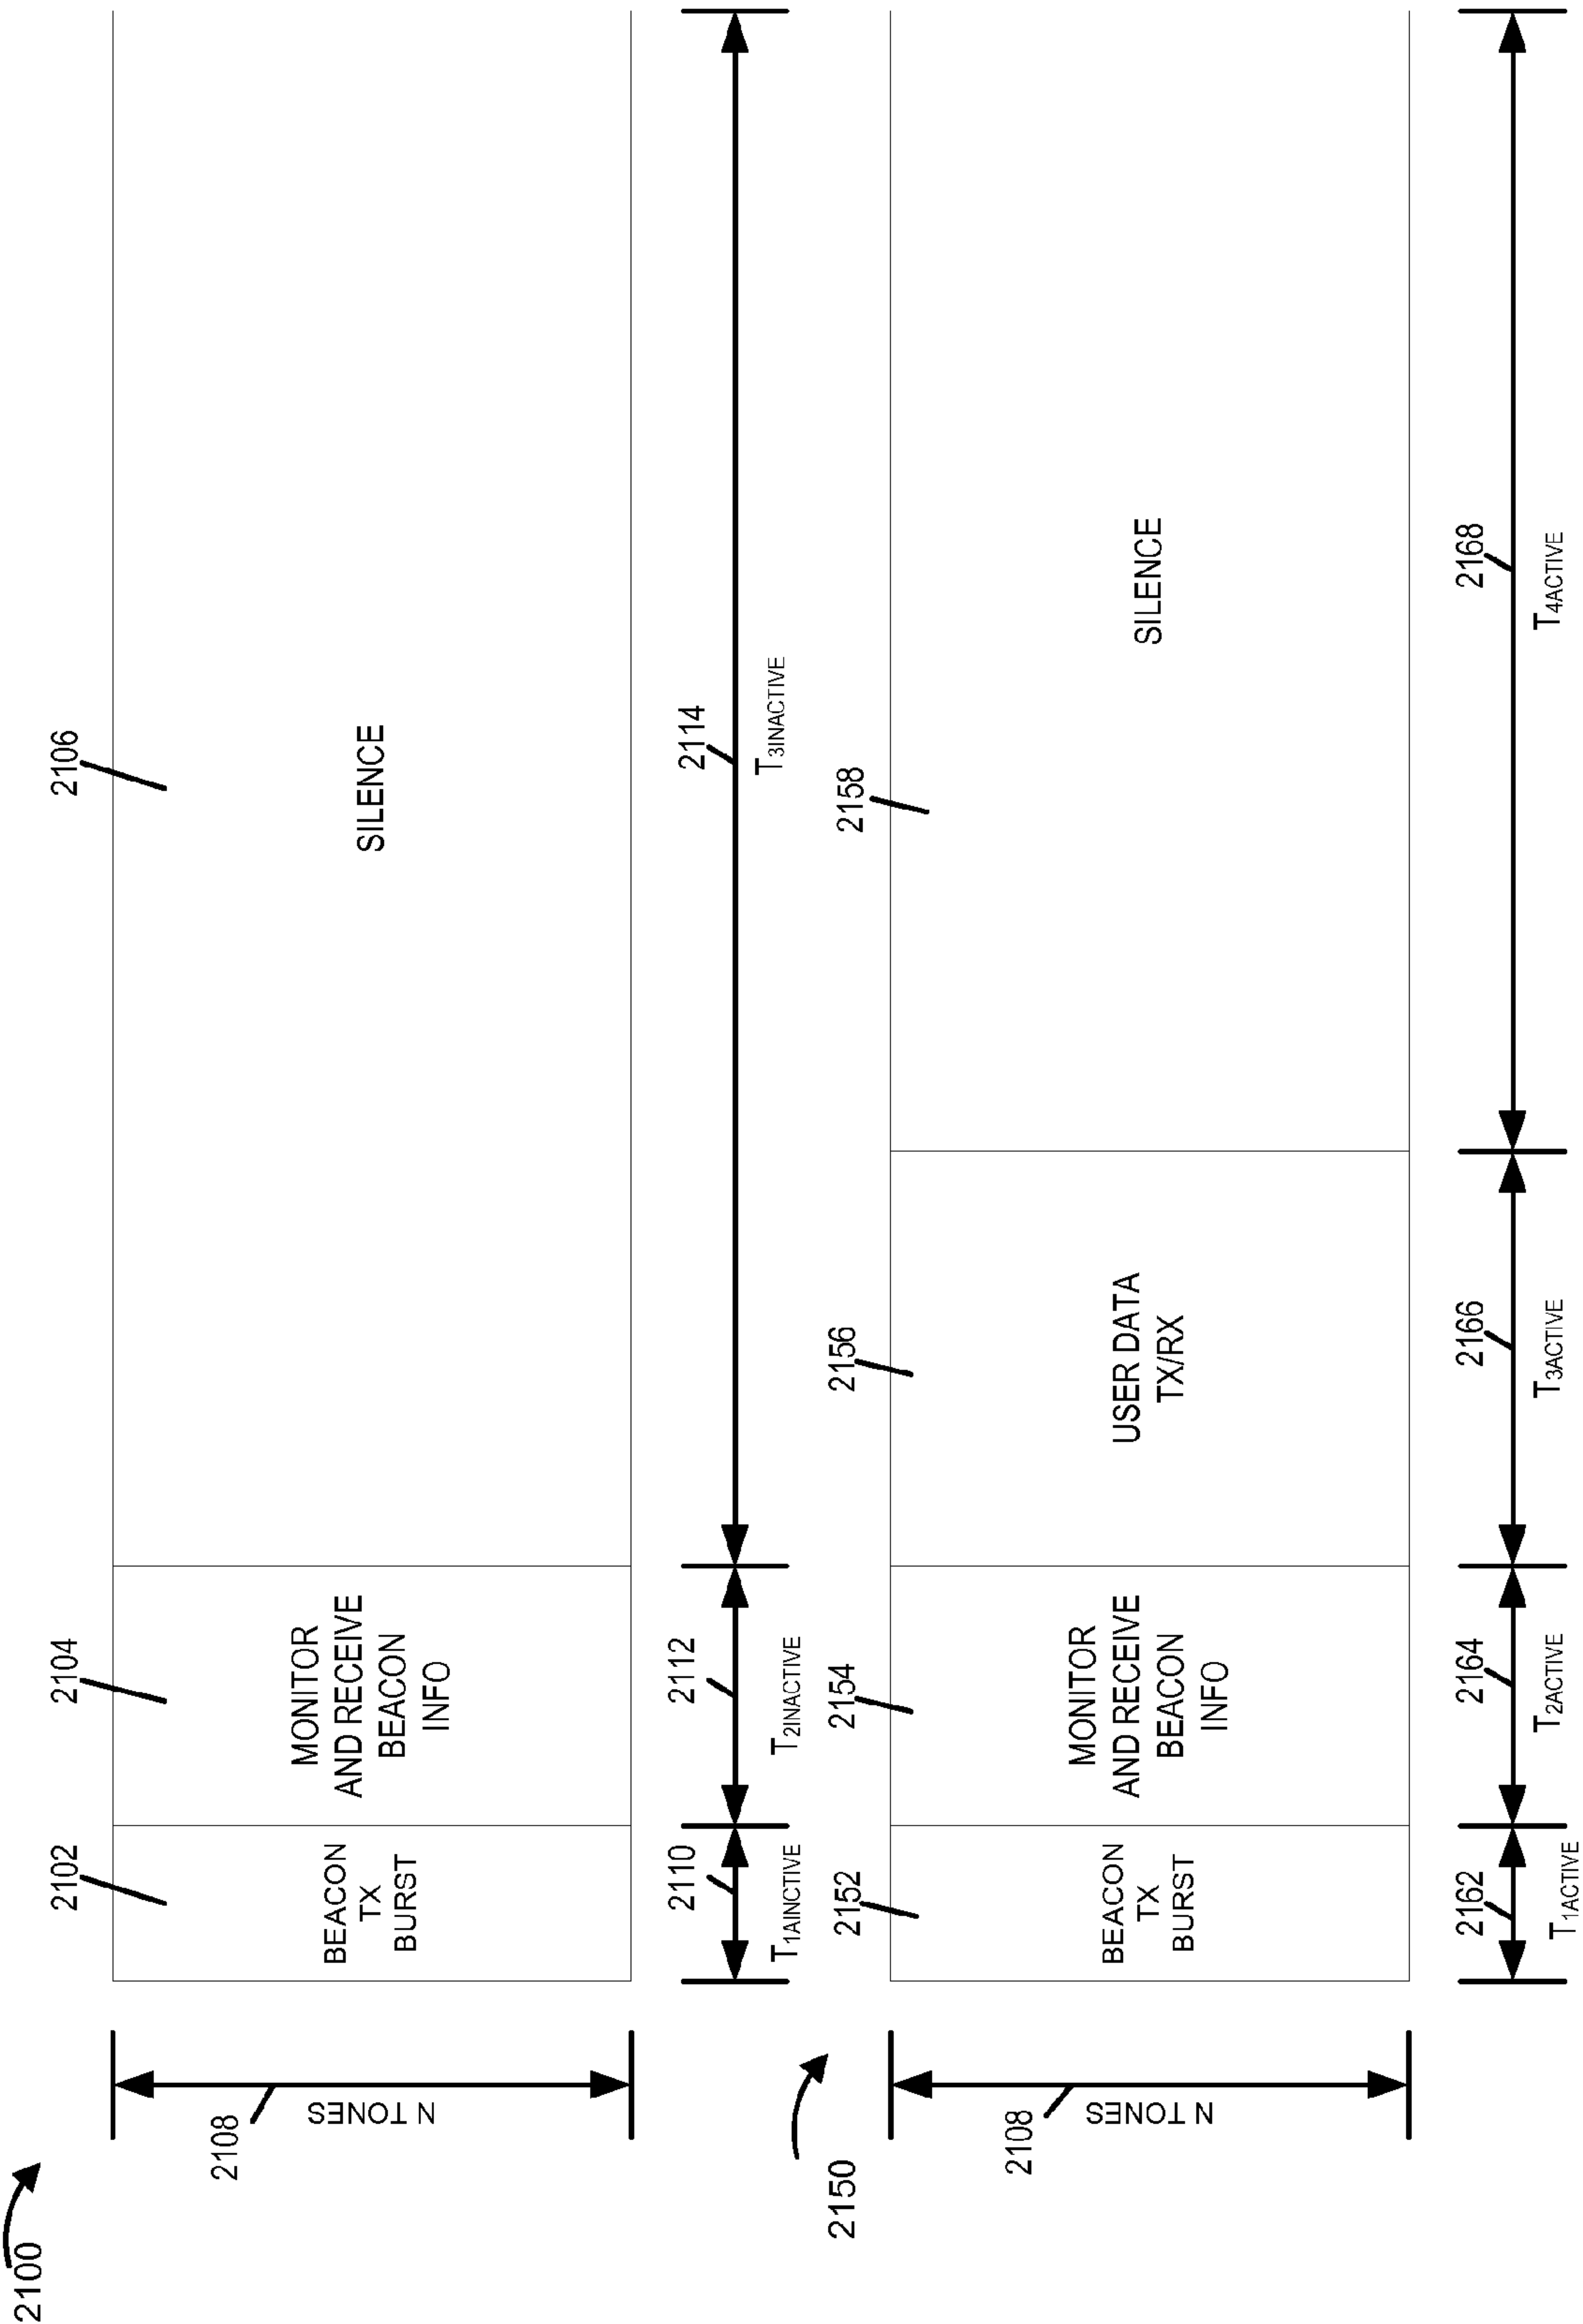 2100
2102
2104
2106
BEACON
TX
BURST
MONITOR
AND RECEIVE
BEACON
INFO
SILENCE
2108
N TONES
2110
2112
2114
T1AINCTIVE
T2INACTIVE
T3INACTIVE
2150
2152
2154
2156
2158
BEACON
TX
BURST
MONITOR
AND RECEIVE
BEACON
INFO
USER DATA
TX/RX
SILENCE
2108
N TONES
2162
2164
2166
2168
T1ACTIVE
T2ACTIVE
T3ACTIVE
T4ACTIVE